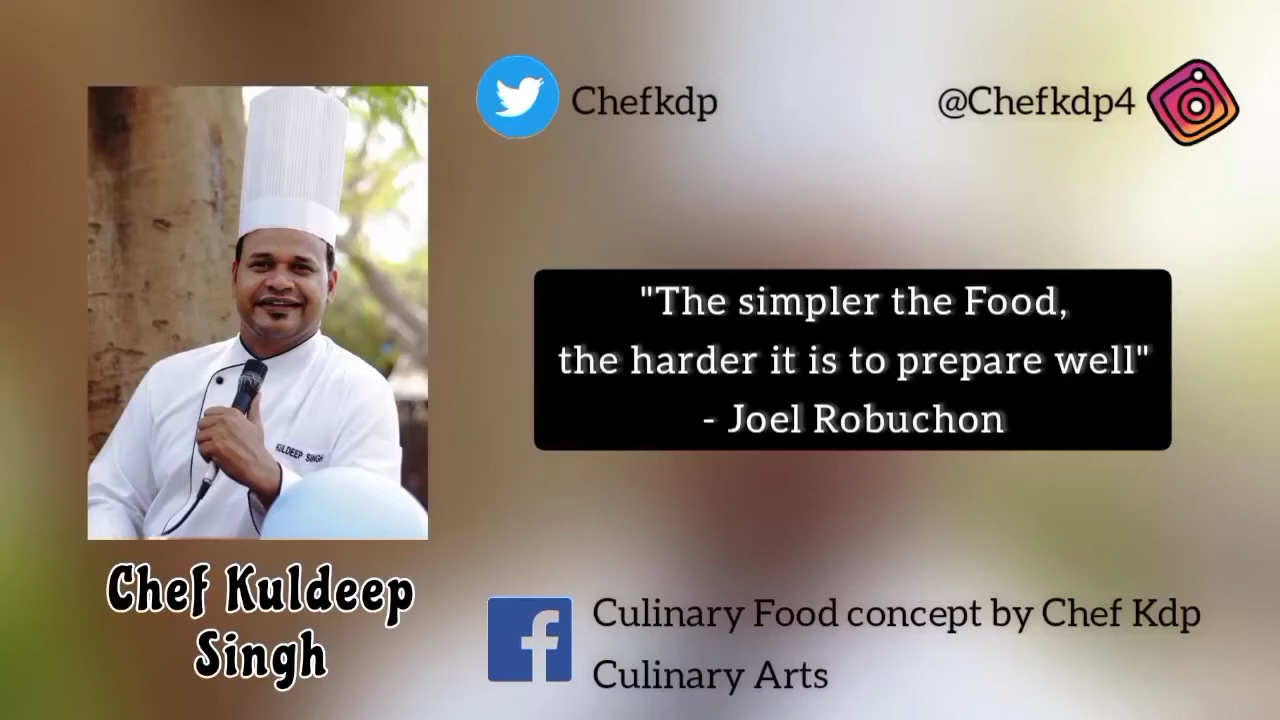 Chefkdp
@Chefkdp4
"The simpler the Food,
the harder it is to prepare well"
- Joel Robuchon
KULDEEP SINGH
Chef Kuldeep
Singh
Culinary Food concept by Chef Kdp
Culinary Arts